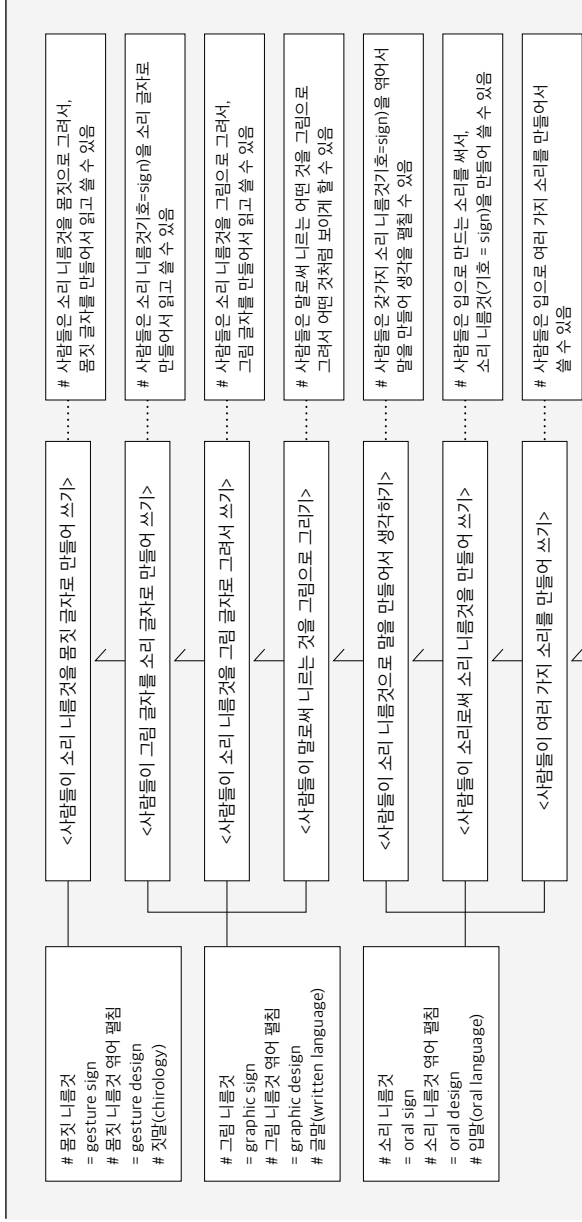 # 몸짓 니름것
= gesture sign
# 몸짓 니름것 엮어 펼침
= gesture design
# 짓말(chirology)
<사람들이 소리 니름것을 몸짓 글자로 만들어 쓰기>
# 사람들은 소리 니름것을 몸짓으로 그려서,
몸짓 글자를 만들어서 읽고 쓸 수 있음
# 그림 니름것
= graphic sign
# 그림 니름것 엮어 펼침
= graphic design
# 글말(written language)
<사람들이 그림 글자를 소리 글자로 만들어 쓰기>
# 사람들은 소리 니름것기호=sign)을 소리 글자로
만들어서 읽고 쓸 수 있음
<사람들이 소리 니름것을 그림 글자로 그려서 쓰기>
# 사람들은 소리 니름것을 그림으로 그려서,
그림 글자를 만들어서 읽고 쓸 수 있음
<사람들이 말로써 니르는 것을 그림으로 그리기>
# 사람들은 말로써 니르는 어떤 것을 그림으로
그려서 어떤 것처럼 보이게 할 수 있음
# 소리 니름것
= oral sign
# 소리 니름것 엮어 펼침
= oral design
# 입말(oral language)
<사람들이 소리 니름것으로 말을 만들어서 생각하기>
# 사람들은 갖가지 소리 니름것기호=sign)을 엮어서
말을 만들어 생각을 펼칠 수 있음
<사람들이 소리로써 소리 니름것을 만들어 쓰기>
# 사람들은 입으로 만드는 소리를 써서,
소리 니름것(기호 = sign)을 만들어 쓸 수 있음
<사람들이 여러 가지 소리를 만들어 쓰기>
# 사람들은 입으로 여러 가지 소리를 만들어서
쓸 수 있음